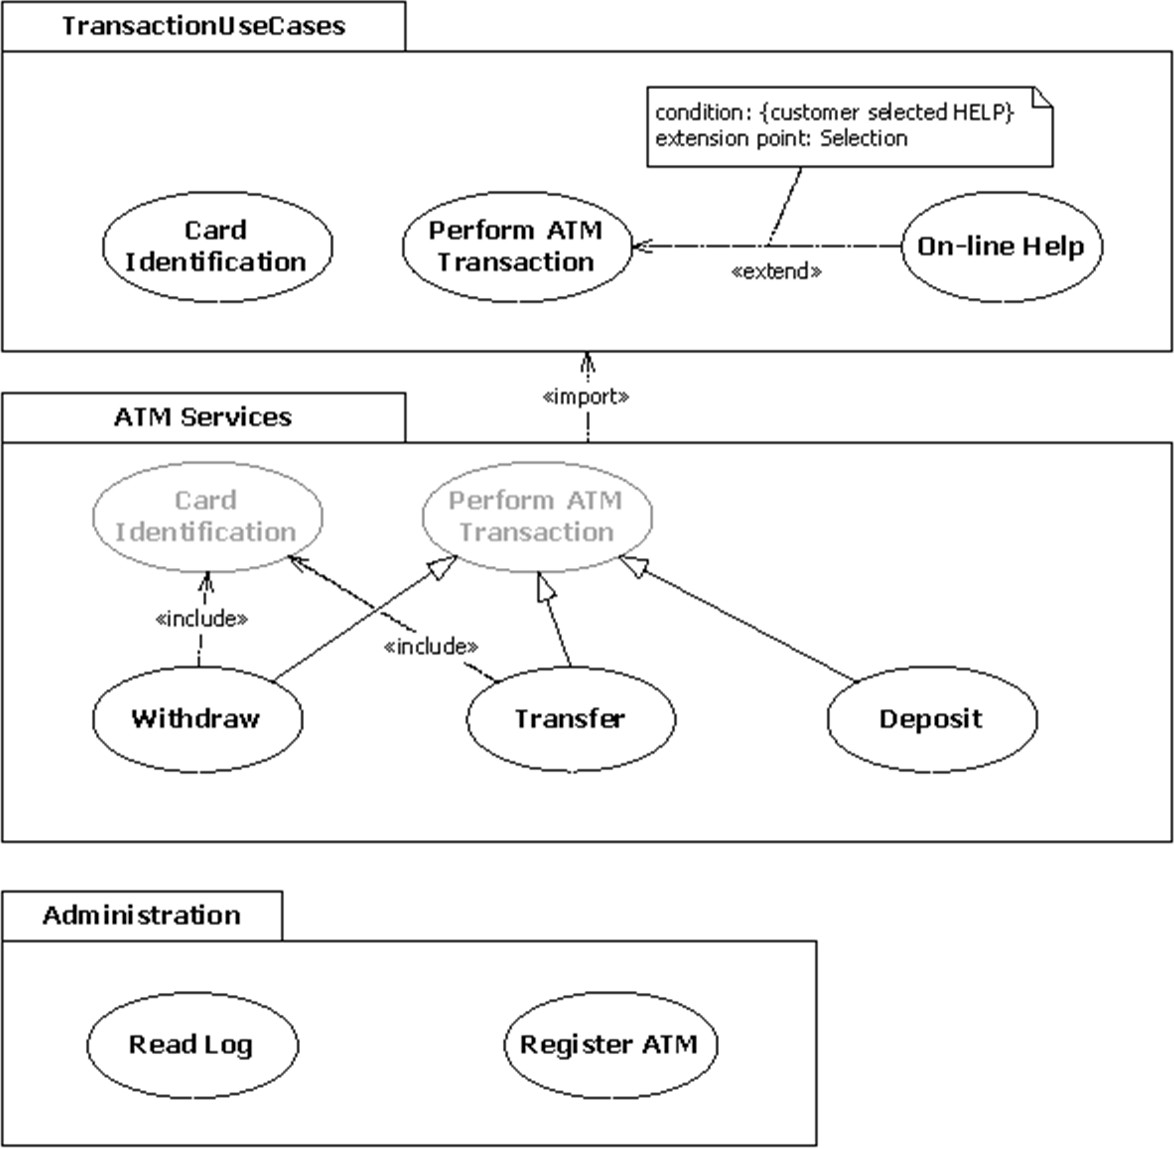 TransactionUseCases
condition: {customer selected HELP}
extension point: Selection
Card
Identification
Perform ATM
Transaction
On-line Help
«extend»
«import»
ATM Services
Card
Identification
Perform ATM
Transaction
«include»
«include»
Withdraw
Transfer
Deposit
Administration
Read Log
Register ATM